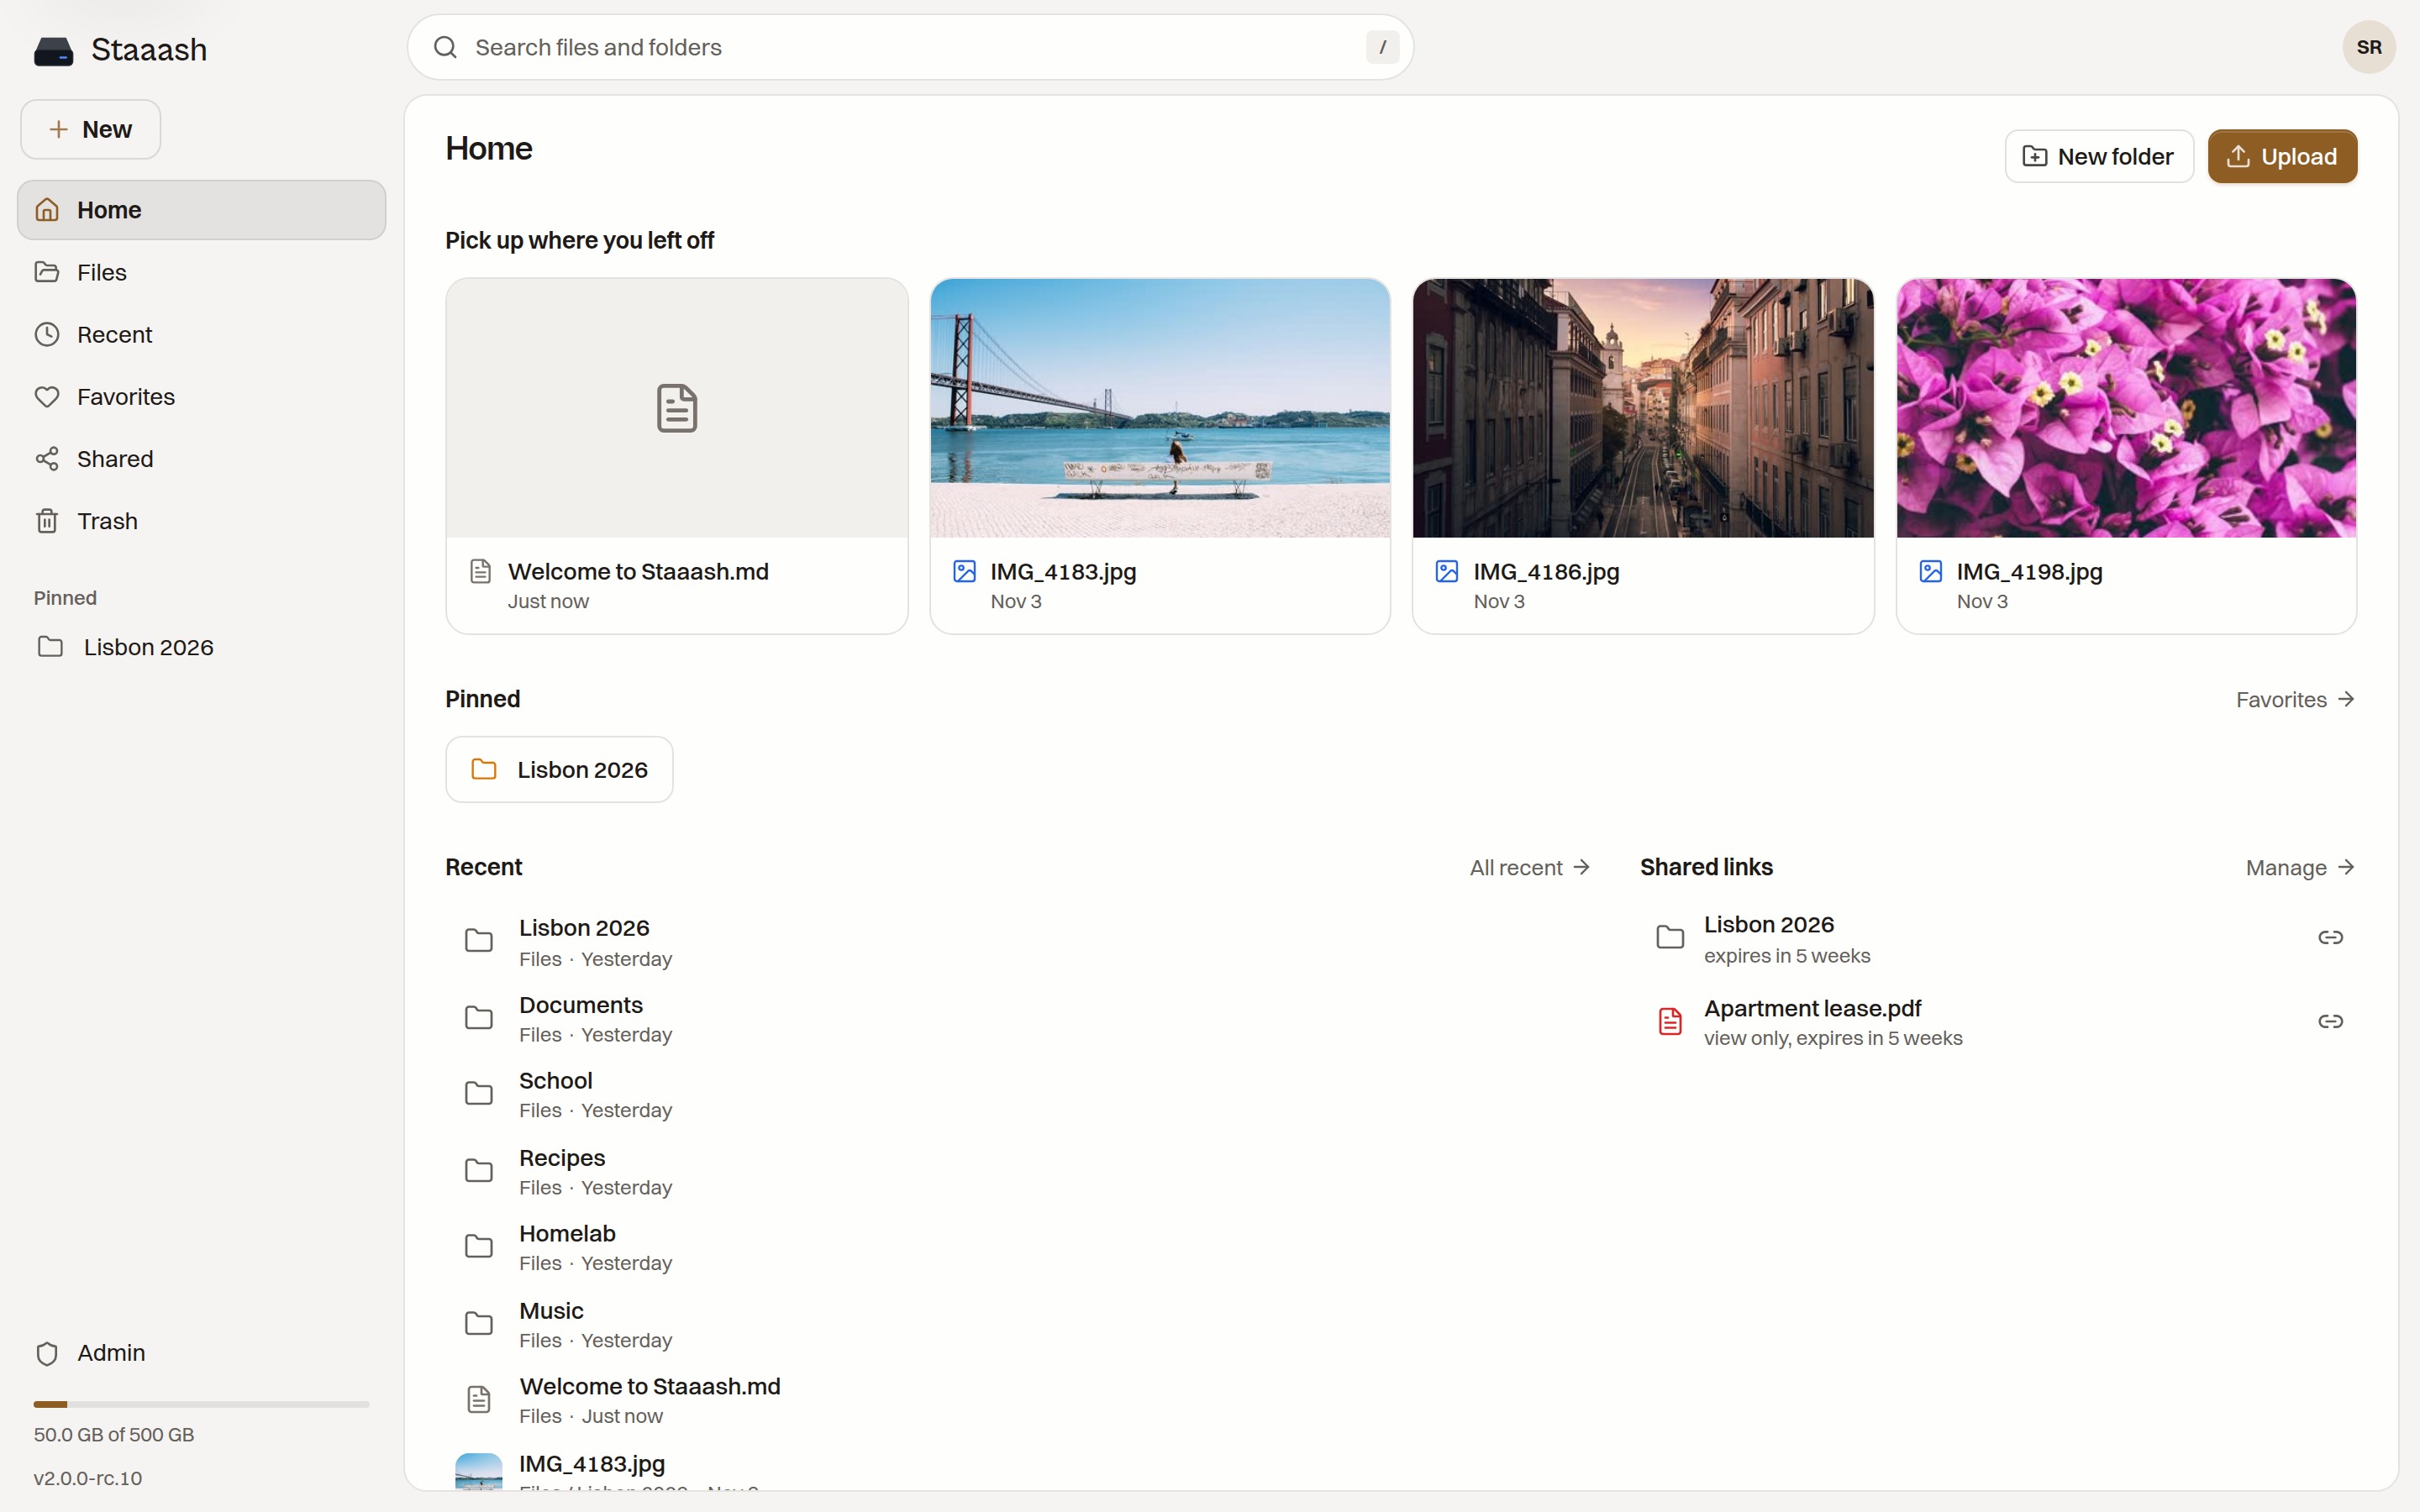 Staaash
Search files and folders
/
SR
New
Home
Files
Recent
Favorites
Shared
Trash
Pinned
Lisbon 2026
Admin
50.0 GB of 500 GB
v2.0.0-rc.10
Home
New folder
Upload
Pick up where you left off
Welcome to Staaash.md
Just now
IMG_4183.jpg
Nov 3
IMG_4186.jpg
Nov 3
IMG_4198.jpg
Nov 3
Pinned
Favorites
Lisbon 2026
Recent
All recent
Lisbon 2026
Files · Yesterday
Documents
Files · Yesterday
School
Files · Yesterday
Recipes
Files · Yesterday
Homelab
Files · Yesterday
Music
Files · Yesterday
Welcome to Staaash.md
Files · Just now
IMG_4183.jpg
Shared links
Manage
Lisbon 2026
expires in 5 weeks
Apartment lease.pdf
view only, expires in 5 weeks